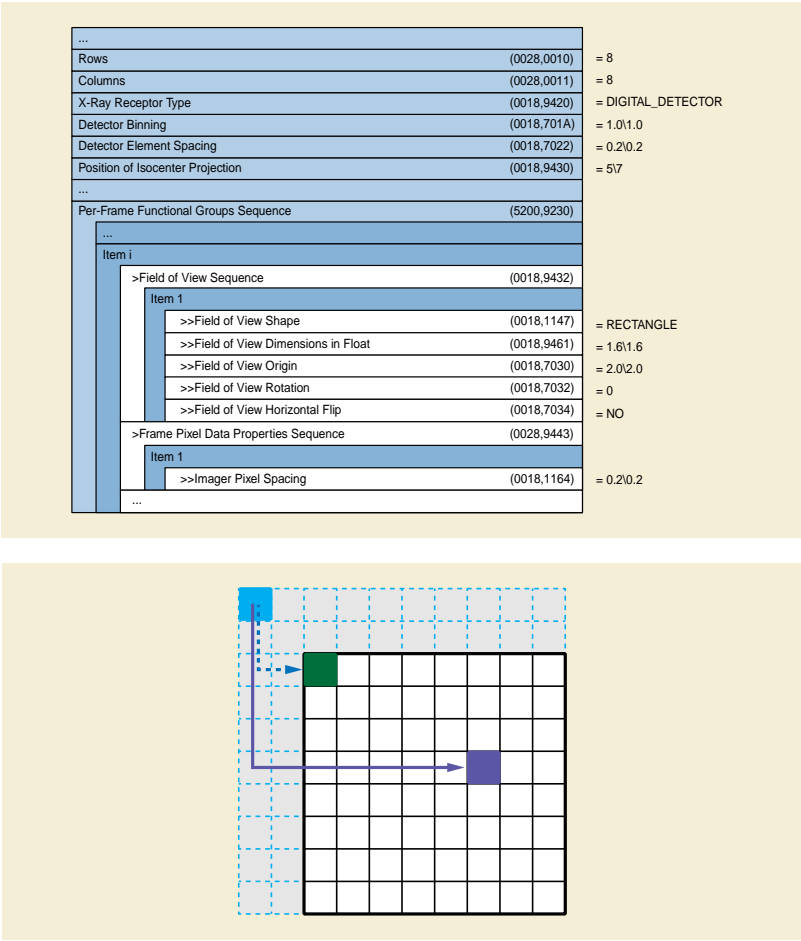 ...
Rows (0028,0010) = 8
Columns (0028,0011) = 8
X-Ray Receptor Type (0018,9420) = DIGITAL_DETECTOR
Detector Binning (0018,701A) = 1.0\1.0
Detector Element Spacing (0018,7022) = 0.2\0.2
Position of Isocenter Projection (0018,9430) = 5\7
...
Per-Frame Functional Groups Sequence (5200,9230)
...
Item i
>Field of View Sequence (0018,9432)
Item 1
>>Field of View Shape (0018,1147) = RECTANGLE
>>Field of View Dimensions in Float (0018,9461) = 1.6\1.6
>>Field of View Origin (0018,7030) = 2.0\2.0
>>Field of View Rotation (0018,7032) = 0
>>Field of View Horizontal Flip (0018,7034) = NO
>Frame Pixel Data Properties Sequence (0028,9443)
Item 1
>>Imager Pixel Spacing (0018,1164) = 0.2\0.2
...